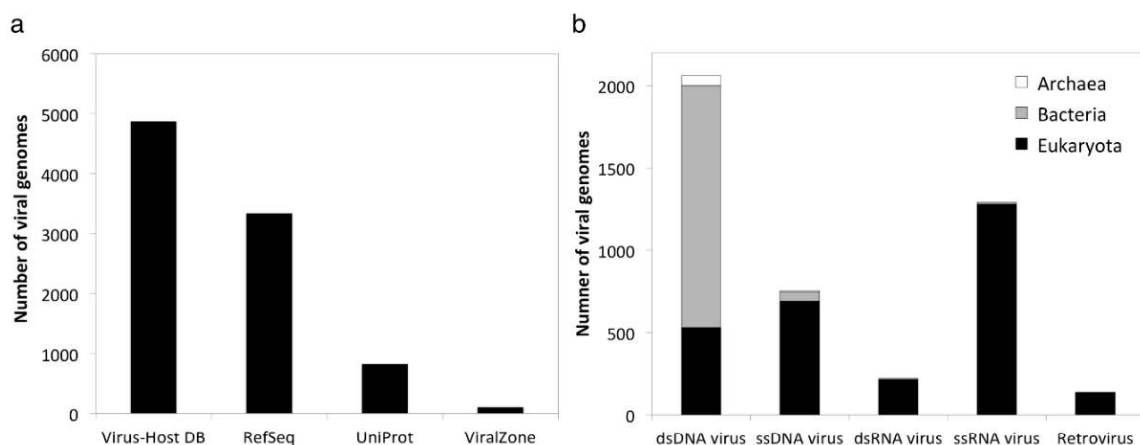 a
Number of viral genomes
6000
5000
4000
3000
2000
1000
0
Virus-Host DB RefSeq UniProt ViralZone
b
Numner of viral genomes
2000
1500
1000
500
0
Archaea
Bacteria
Eukaryota
dsDNA virus ssDNA virus dsRNA virus ssRNA virus Retrovirus